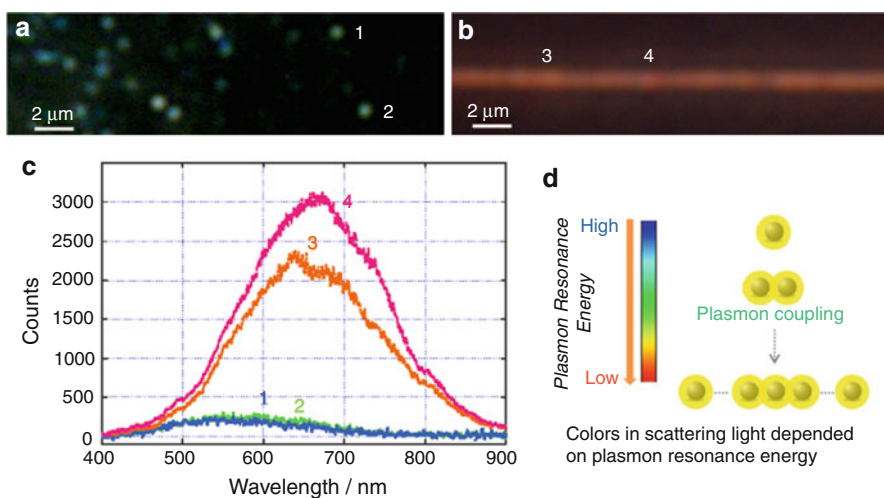 a
1
2
2 μm
b
3
4
2 μm
c
3000
2500
2000
1500
1000
500
0
Counts
4
3
1
2
400 500 600 700 800 900
Wavelength / nm
d
Plasmon Resonance
Energy
High
Low
Plasmon coupling
Colors in scattering light depended
on plasmon resonance energy